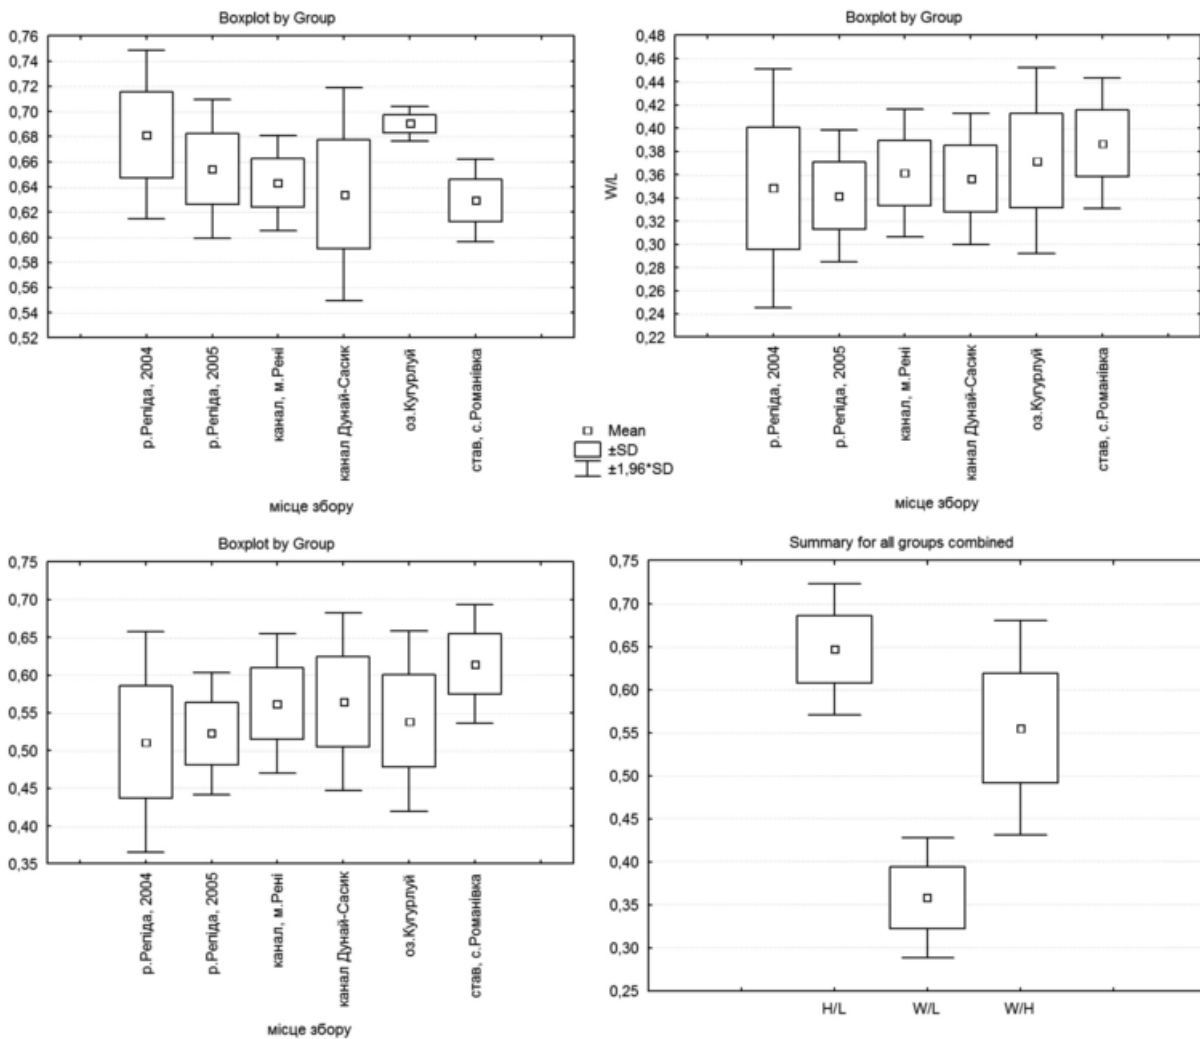 Boxplot by Group
0,76
0,74
0,72
0,70
0,68
0,66
0,64
0,62
0,60
0,58
0,56
0,54
0,52
р.Репіда, 2004
р.Репіда, 2005
канал, м.Рені
канал Дунай-Сасик
оз.Кугурлуй
став, с.Романівка
місце збору
Boxplot by Group
W/L
0,48
0,46
0,44
0,42
0,40
0,38
0,36
0,34
0,32
0,30
0,28
0,26
0,24
0,22
р.Репіда, 2004
р.Репіда, 2005
канал, м.Рені
канал Дунай-Сасик
оз.Кугурлуй
став, с.Романівка
місце збору
Mean
±SD
±1,96*SD
Boxplot by Group
0,75
0,70
0,65
0,60
0,55
0,50
0,45
0,40
0,35
р.Репіда, 2004
р.Репіда, 2005
канал, м.Рені
канал Дунай-Сасик
оз.Кугурлуй
став, с.Романівка
місце збору
Summary for all groups combined
0,75
0,70
0,65
0,60
0,55
0,50
0,45
0,40
0,35
0,30
0,25
H/L
W/L
W/H